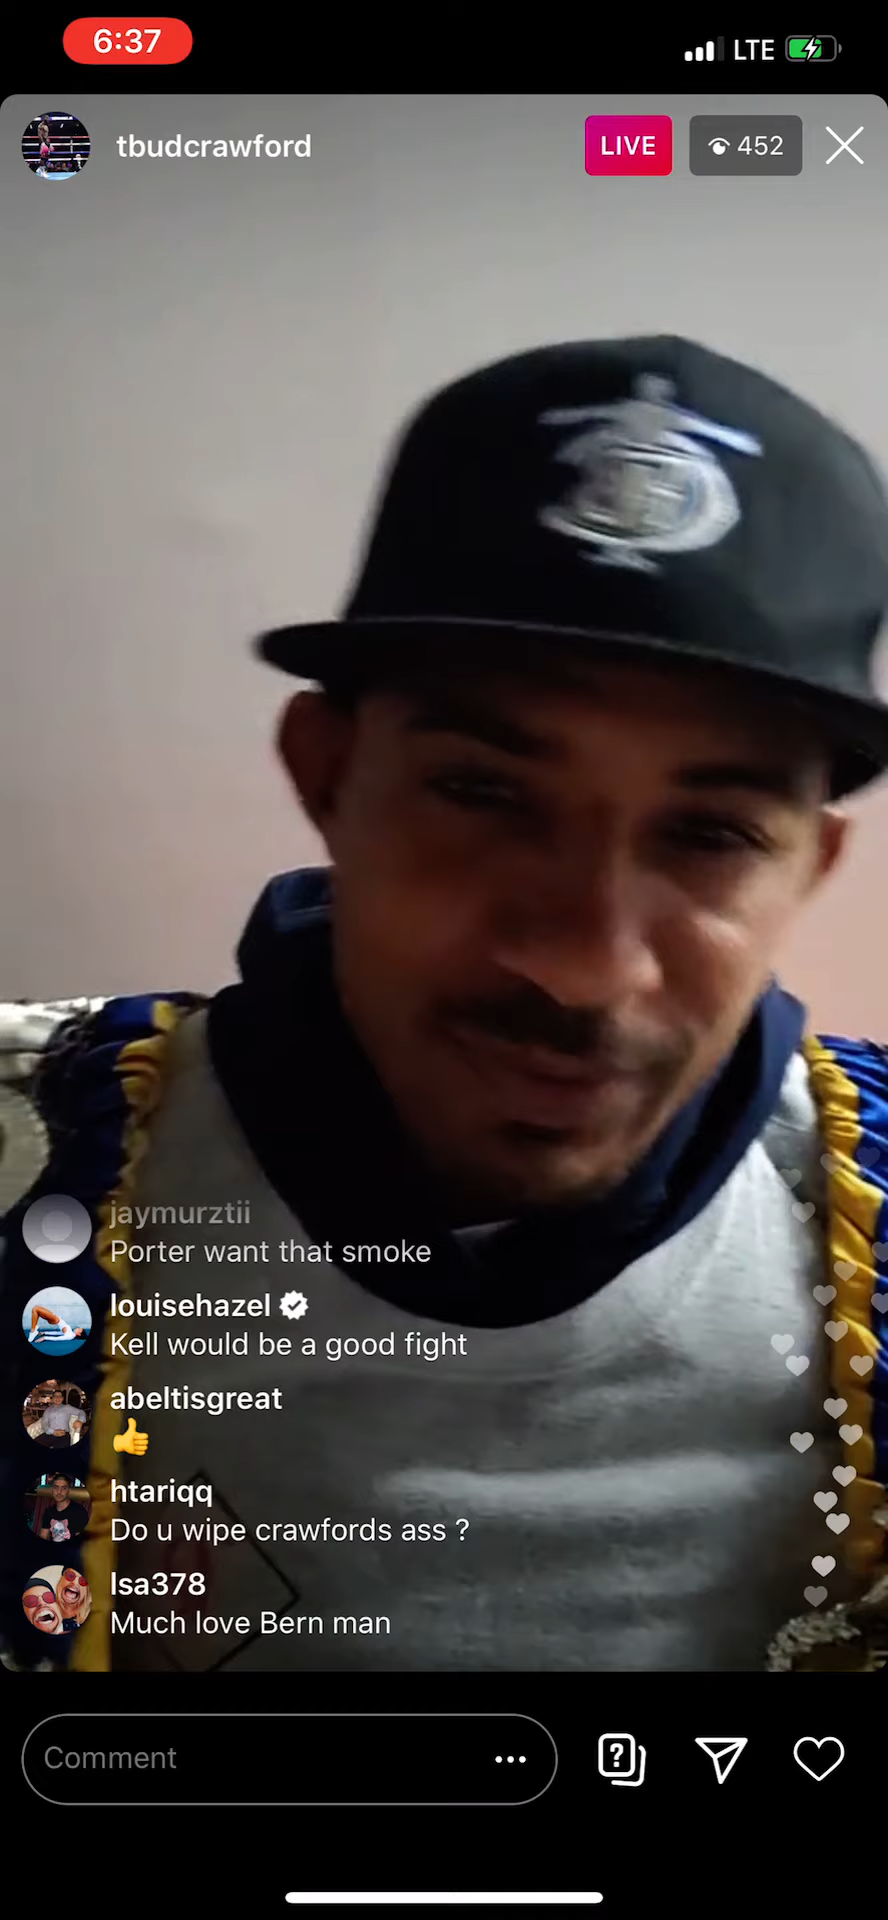 6:37
LTE
tbudcrawford
LIVE
452
jaymurztii
Porter want that smoke
louisehazel
Kell would be a good fight
abeltisgreat
👍
htariqq
Do u wipe crawfords ass ?
lsa378
Much love Bern man
Comment